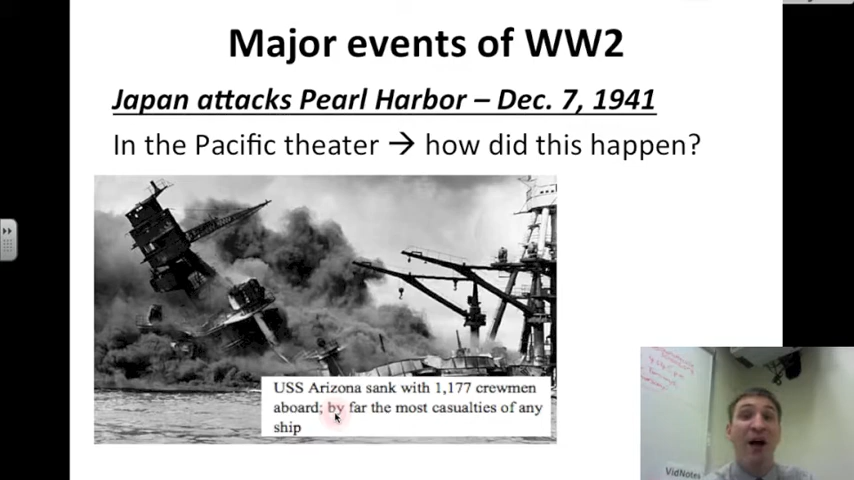 Major events of WW2
Japan attacks Pearl Harbor – Dec. 7, 1941
In the Pacific theater → how did this happen?
USS Arizona sank with 1,177 crewmen
aboard; by far the most casualties of any
ship
VidNotes